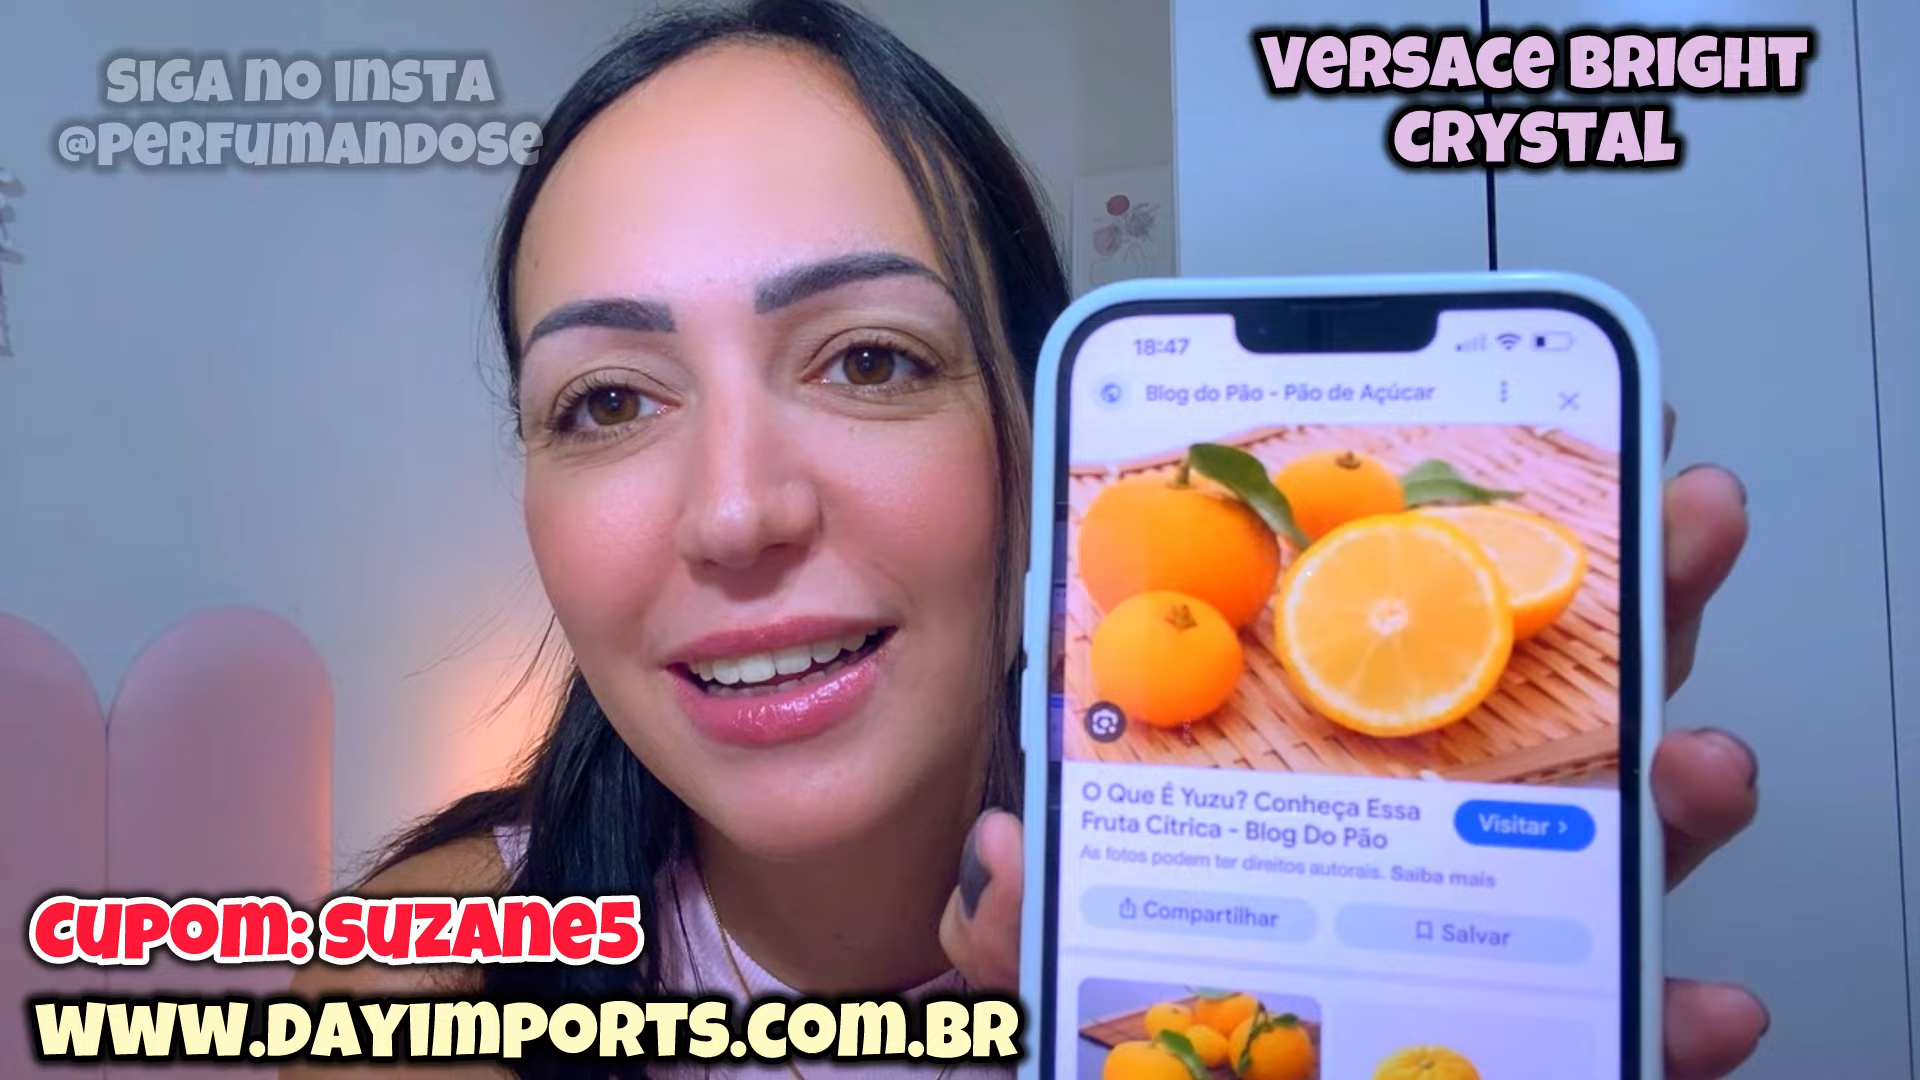 SIGA NO INSTA
@PERFUMANDOSE
VERSACE BRIGHT
CRYSTAL
18:47
Blog do Pão - Pão de Açúcar
O Que É Yuzu? Conheça Essa
Fruta Cítrica - Blog Do Pão
Visitar
As fotos podem ter direitos autorais. Saiba mais
Compartilhar
Salvar
CUPOM: SUZANE5
WWW.DAYIMPORTS.COM.BR